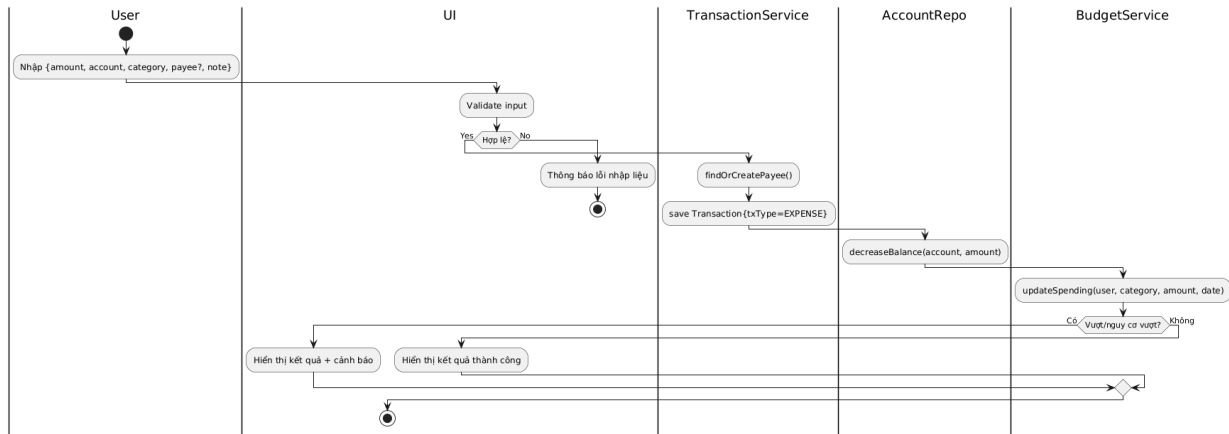 User
UI
TransactionService
AccountRepo
BudgetService
Nhập {amount, account, category, payee?, note}
Validate input
Yes
Hợp lệ?
No
Thông báo lỗi nhập liệu
findOrCreatePayee()
save Transaction{txType=EXPENSE}
decreaseBalance(account, amount)
updateSpending(user, category, amount, date)
Có
Vượt/nguy cơ vượt?
Không
Hiển thị kết quả + cảnh báo
Hiển thị kết quả thành công